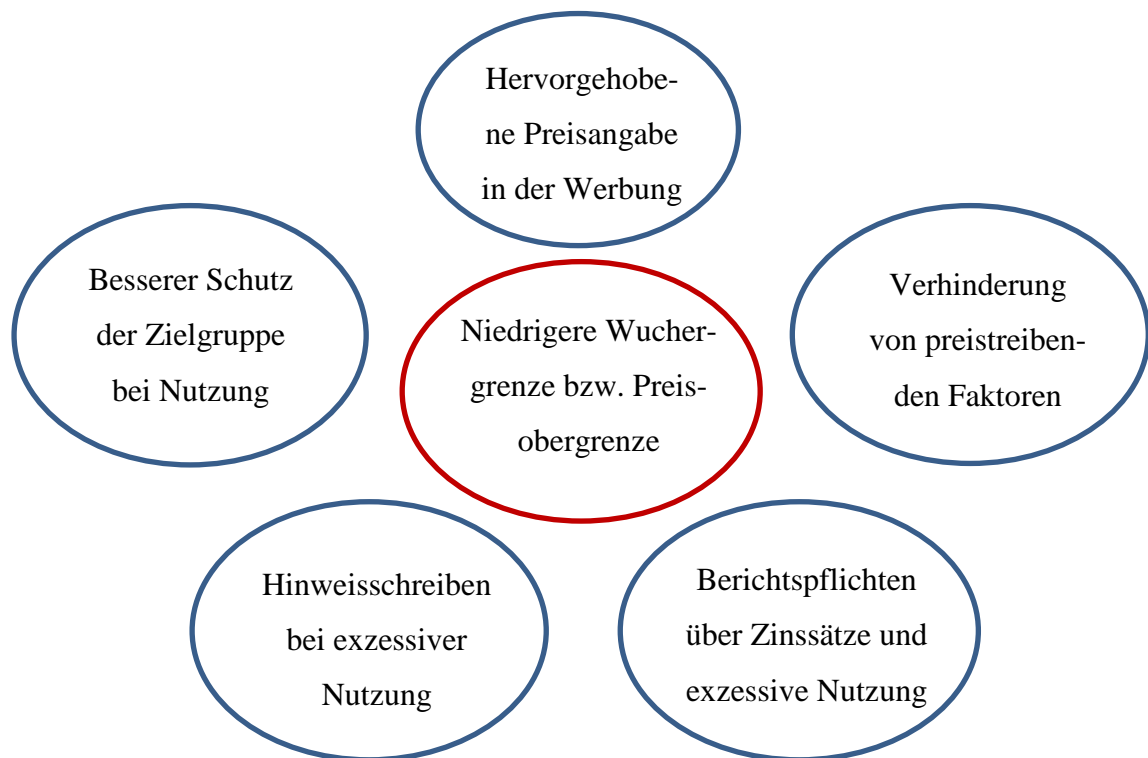 Hervorgehobe-
ne Preisangabe
in der Werbung
Besserer Schutz
der Zielgruppe
bei Nutzung
Niedrigere Wucher-
grenze bzw. Preis-
obergrenze
Verhinderung
von preistreiben-
den Faktoren
Hinweisschreiben
bei exzessiver
Nutzung
Berichtspflichten
über Zinssätze und
exzessive Nutzung